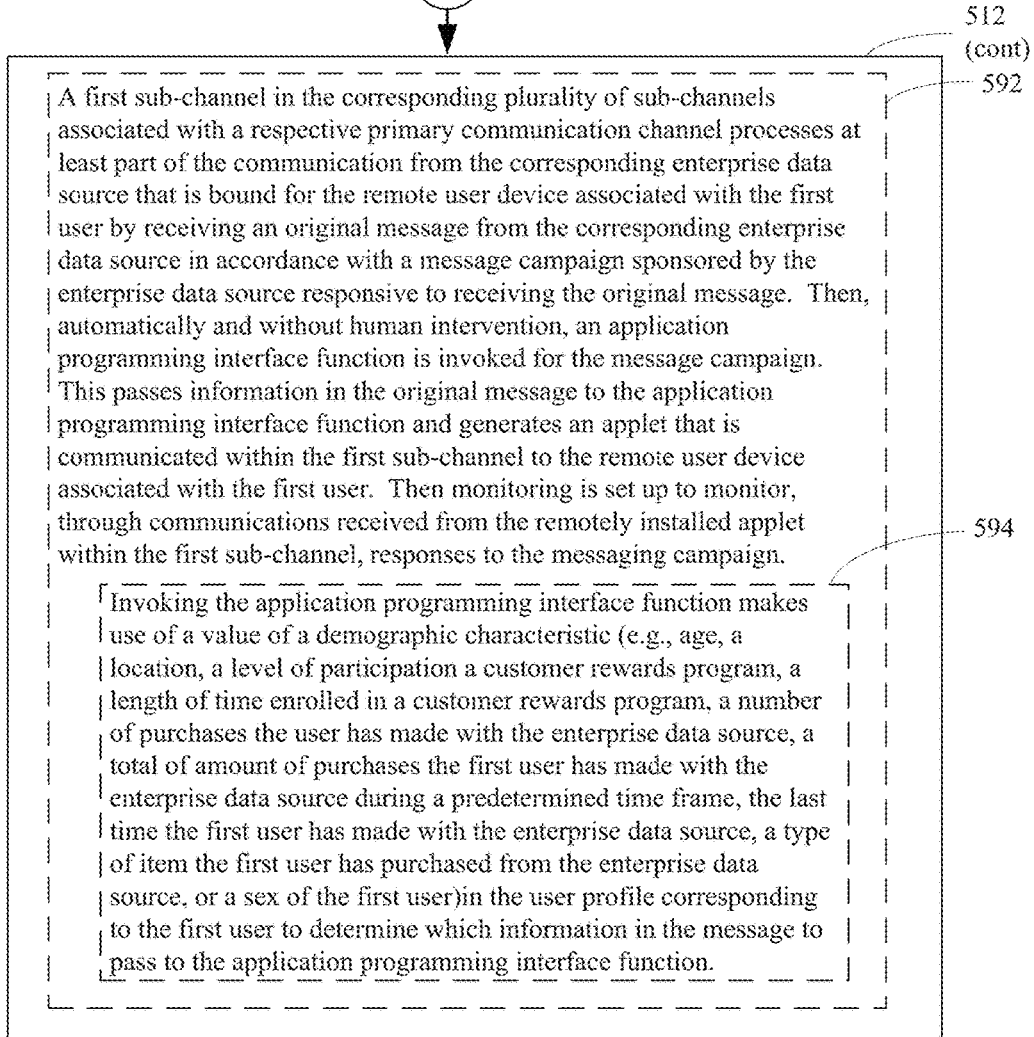 512
(cont)
592
A first sub-channel in the corresponding plurality of sub-channels
associated with a respective primary communication channel processes at
least part of the communication from the corresponding enterprise data
source that is bound for the remote user device associated with the first
user by receiving an original message from the corresponding enterprise
data source in accordance with a message campaign sponsored by the
enterprise data source responsive to receiving the original message.  Then,
automatically and without human intervention, an application
programming interface function is invoked for the message campaign.
This passes information in the original message to the application
programming interface function and generates an applet that is
communicated within the first sub-channel to the remote user device
associated with the first user.  Then monitoring is set up to monitor,
through communications received from the remotely installed applet
within the first sub-channel, responses to the messaging campaign.
594
Invoking the application programming interface function makes
use of a value of a demographic characteristic (e.g., age, a
location, a level of participation a customer rewards program, a
length of time enrolled in a customer rewards program, a number
of purchases the user has made with the enterprise data source, a
total of amount of purchases the first user has made with the
enterprise data source during a predetermined time frame, the last
time the first user has made with the enterprise data source, a type
of item the first user has purchased from the enterprise data
source, or a sex of the first user)in the user profile corresponding
to the first user to determine which information in the message to
pass to the application programming interface function.